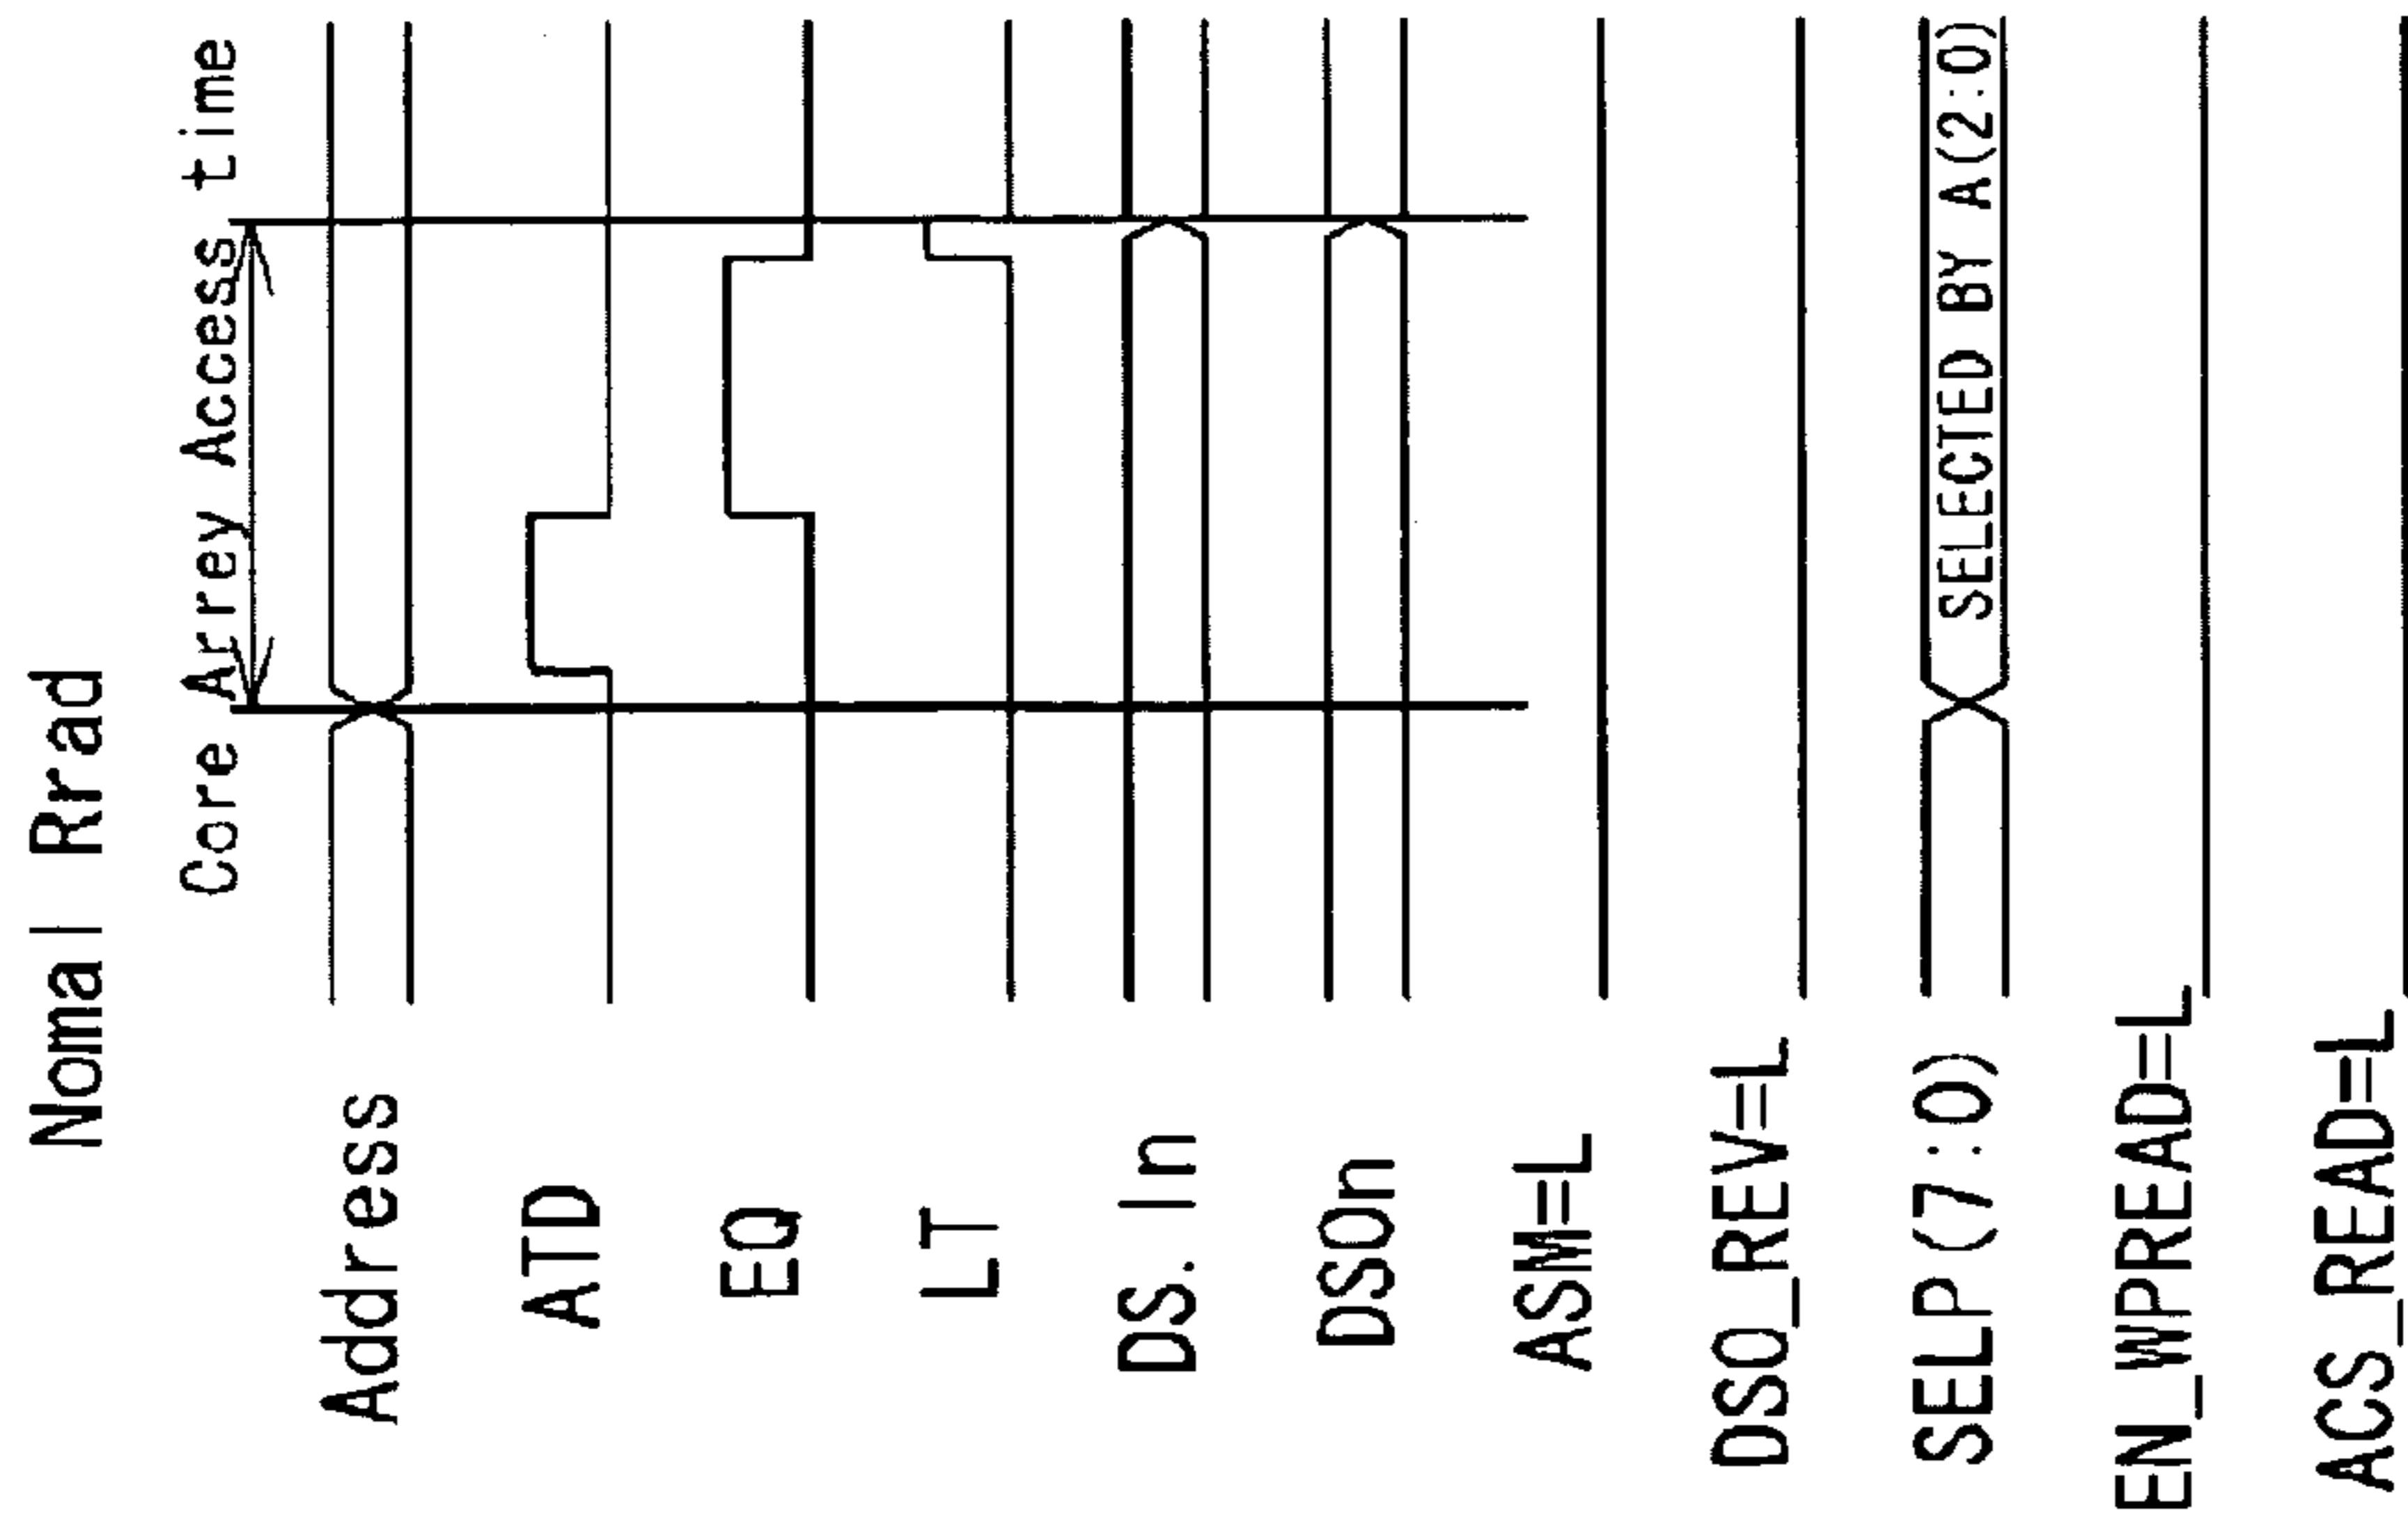 Nomal Rrad
Core Arrey Access time
Address
ATD
EQ
LT
DS. In
DSOn
ASM=L
DSO_REV=L
SELP(7:0)
SELECTED BY A(2:0)
EN_WPREAD=L
ACS_READ=L